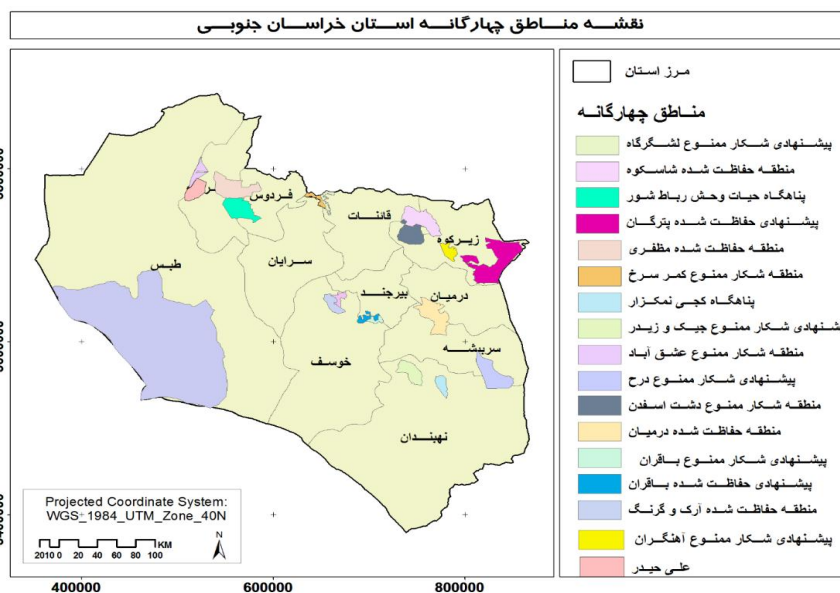 نقشه مناطق چهارگانه استان خراسان جنوبی
مرز استان
مناطق چهارگانه
پیشنهادی شکار ممنوع لشگرگاه
منطقه حفاظت شده شاسکوه
پناهگاه حیات وحش رباط شور
پیشنهادی حفاظت شده پترگان
منطقه حفاظت شده مظفری
منطقه شکار ممنوع کمر سرخ
پناهگاه کجی نمکزار
شنهادی شکار ممنوع چیک و زیدر
منطقه شکار ممنوع عشق آباد
پیشنهادی شکار ممنوع درح
منطقه شکار ممنوع دشت اسفدن
منطقه حفاظت شده درمیان
پیشنهادی شکار ممنوع باقران
پیشنهادی حفاظت شده باقران
منطقه حفاظت شده آرک و گرنگ
پیشنهادی شکار ممنوع آهنگران
علی حیدر
فردوس
قائنات
زیرکوه
طبس
سرایان
بیرجند
درمیان
خوسف
سربیشه
نهبندان
Projected Coordinate System:
WGS_1984_UTM_Zone_40N
2010 0 20 40 60 80 100 KM
N
400000 600000 800000